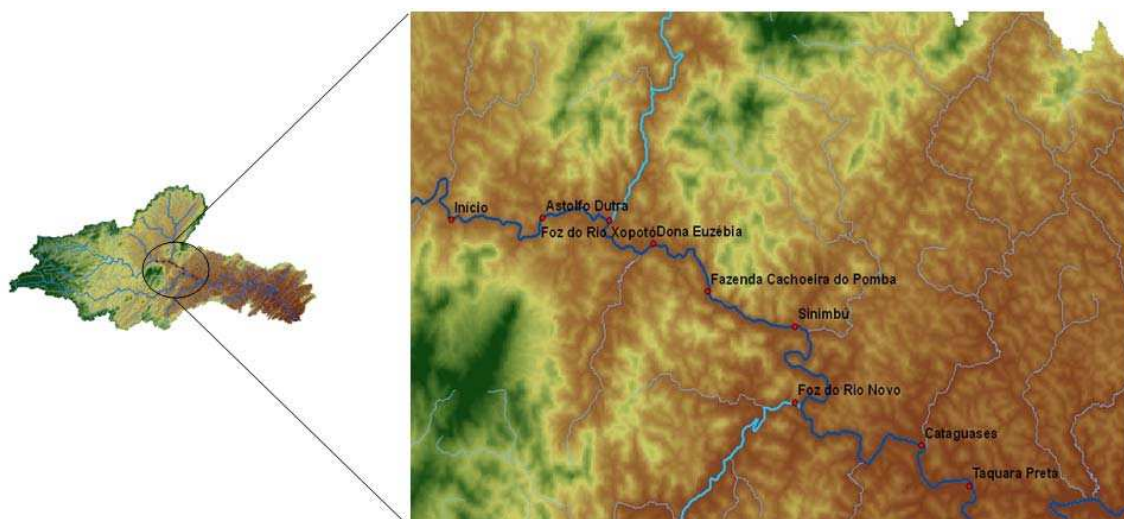 Início
Astolfo Dutra
Foz do Rio Xopotó
Dona Euzébia
Fazenda Cachoeira do Pomba
Sinimbú
Foz do Rio Novo
Cataguases
Taquara Preta